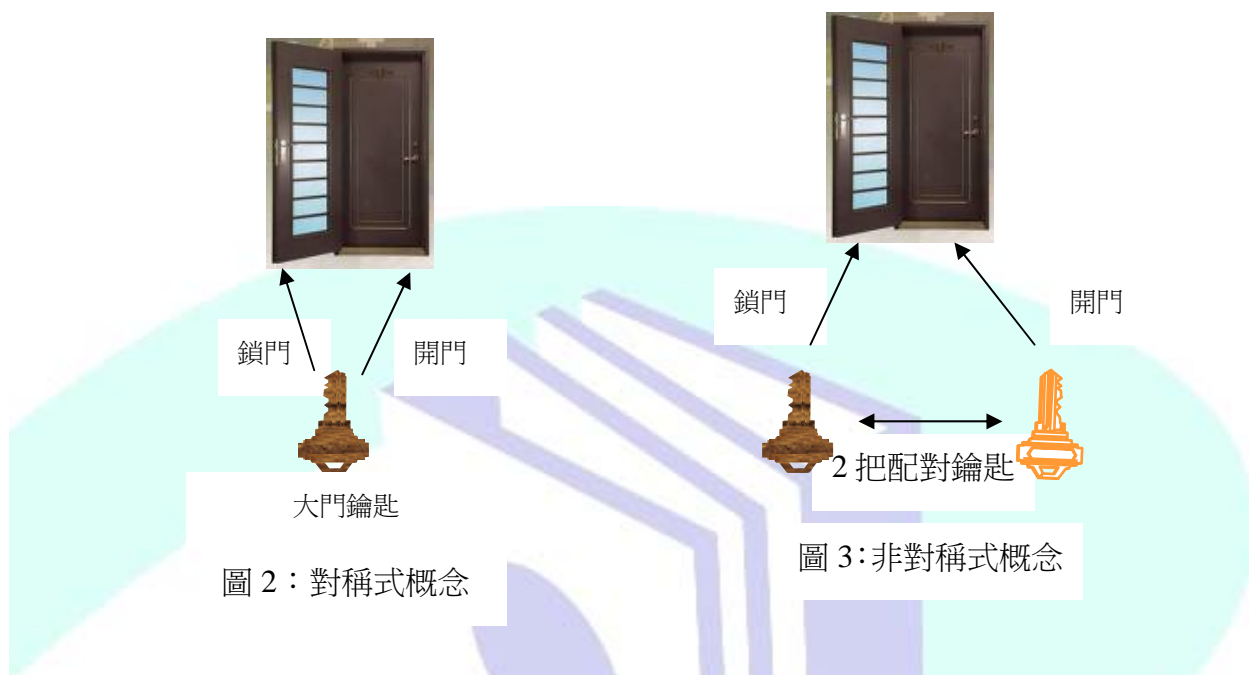 鎖門
開門
大門鑰匙
圖 2：對稱式概念
鎖門
開門
2 把配對鑰匙
圖 3：非對稱式概念